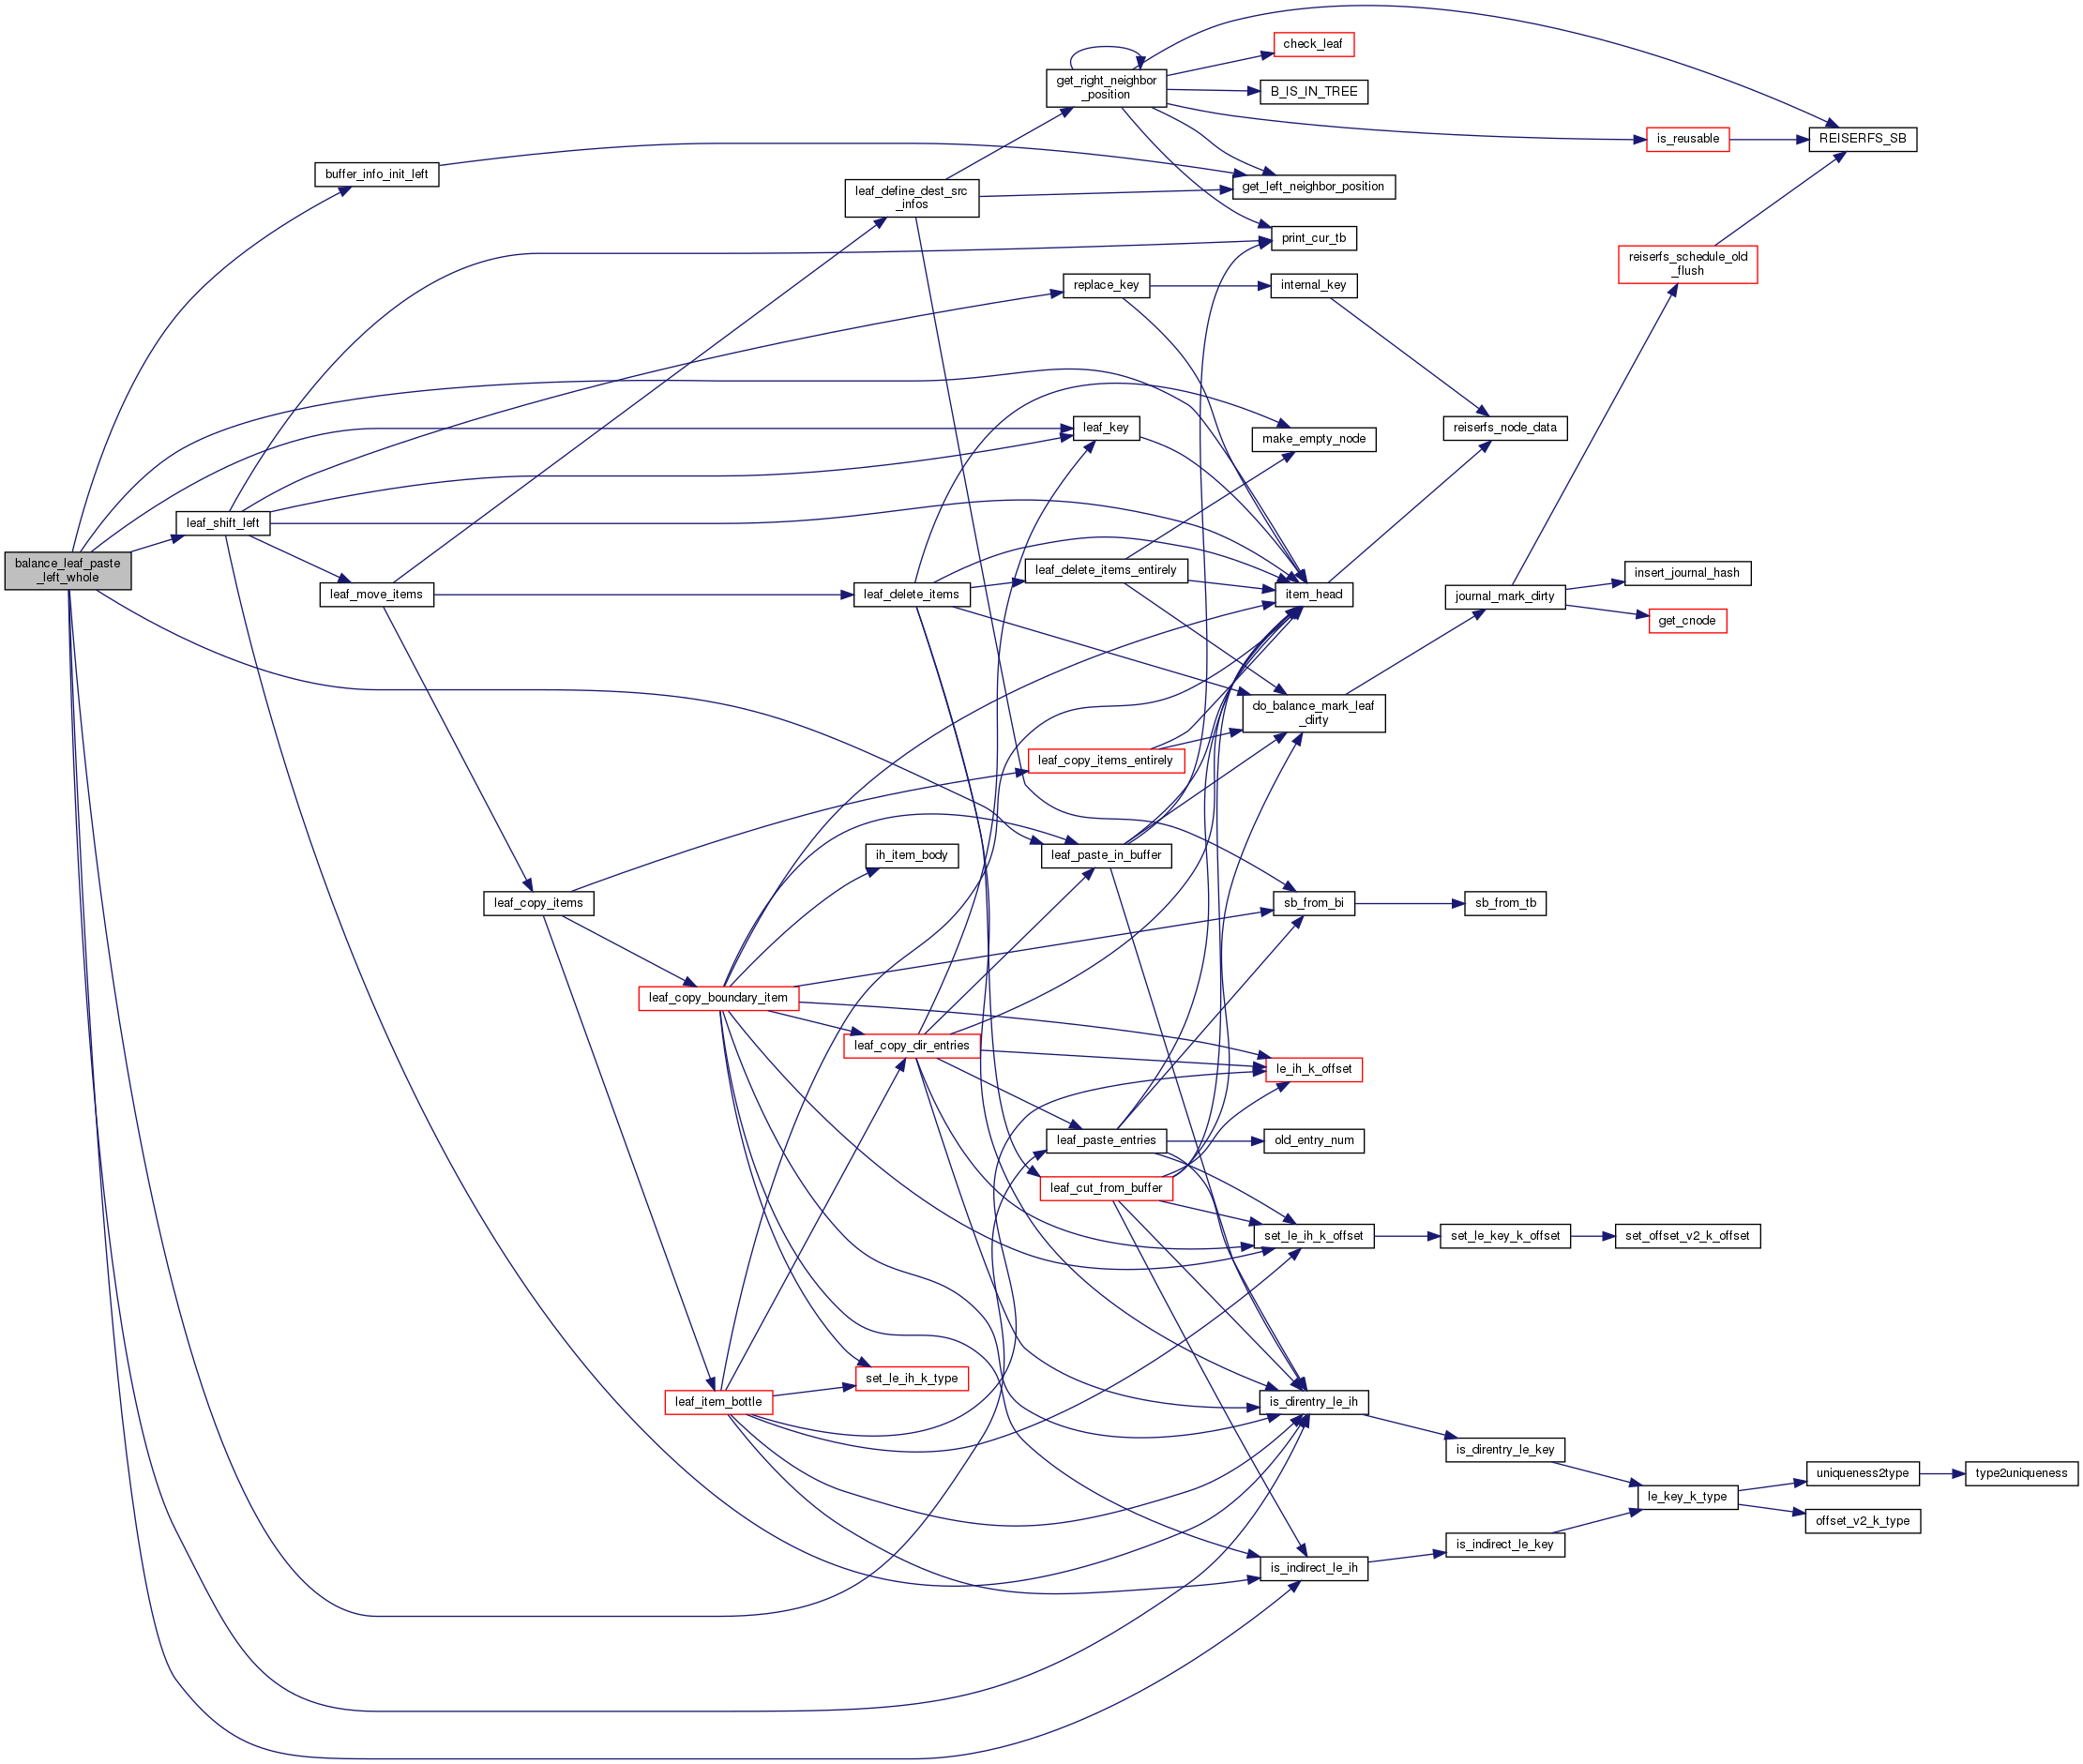 balance_leaf_paste
_left_whole
buffer_info_init_left
leaf_shift_left
leaf_move_items
leaf_copy_items
leaf_copy_boundary_item
leaf_item_bottle
leaf_define_dest_src
_infos
leaf_delete_items
ih_item_body
leaf_copy_dir_entries
set_le_ih_k_type
get_right_neighbor
_position
replace_key
leaf_key
leaf_delete_items_entirely
leaf_copy_items_entirely
leaf_paste_in_buffer
leaf_paste_entries
leaf_cut_from_buffer
check_leaf
B_IS_IN_TREE
get_left_neighbor_position
print_cur_tb
internal_key
make_empty_node
item_head
do_balance_mark_leaf
_dirty
sb_from_bi
le_ih_k_offset
old_entry_num
set_le_ih_k_offset
is_direntry_le_ih
is_indirect_le_ih
reiserfs_node_data
journal_mark_dirty
sb_from_tb
set_le_key_k_offset
is_direntry_le_key
is_indirect_le_key
is_reusable
reiserfs_schedule_old
_flush
insert_journal_hash
get_cnode
set_offset_v2_k_offset
le_key_k_type
REISERFS_SB
uniqueness2type
offset_v2_k_type
type2uniqueness